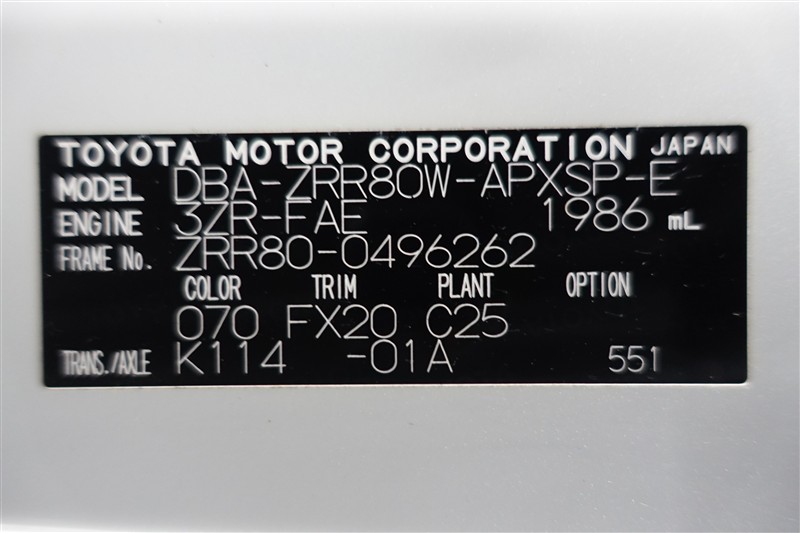 TOYOTA MOTOR CORPORATION JAPAN
MODEL DBA-ZRR80W-APXSP-E
ENGINE 3ZR-FAE 1986 mL
FRAME No. ZRR80-0496262
COLOR TRIM PLANT OPTION
070 FX20 C25
TRANS./AXLE K114 -01A 551